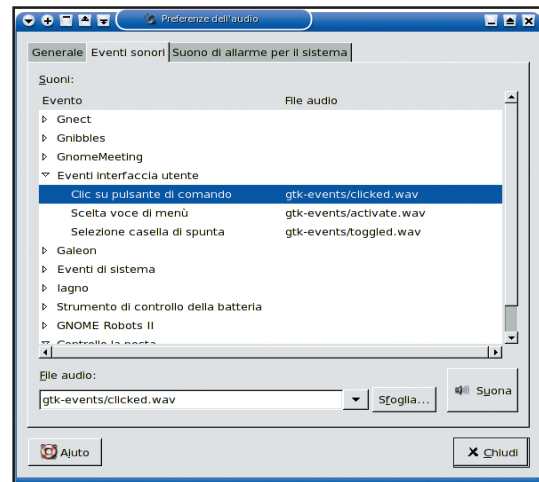 Preferenze dell'audio
Generale Eventi sonori Suono di allarme per il sistema
Suoni:
Evento File audio
Gnect
Gnibbles
GnomeMeeting
Eventi interfaccia utente
Clic su pulsante di comando gtk-events/clicked.wav
Scelta voce di menù gtk-events/activate.wav
Selezione casella di spunta gtk-events/toggled.wav
Galeon
Eventi di sistema
Iagno
Strumento di controllo della batteria
GNOME Robots II
Controllo la posta
File audio:
gtk-events/clicked.wav Sfoglia... Suona
Aiuto Chiudi